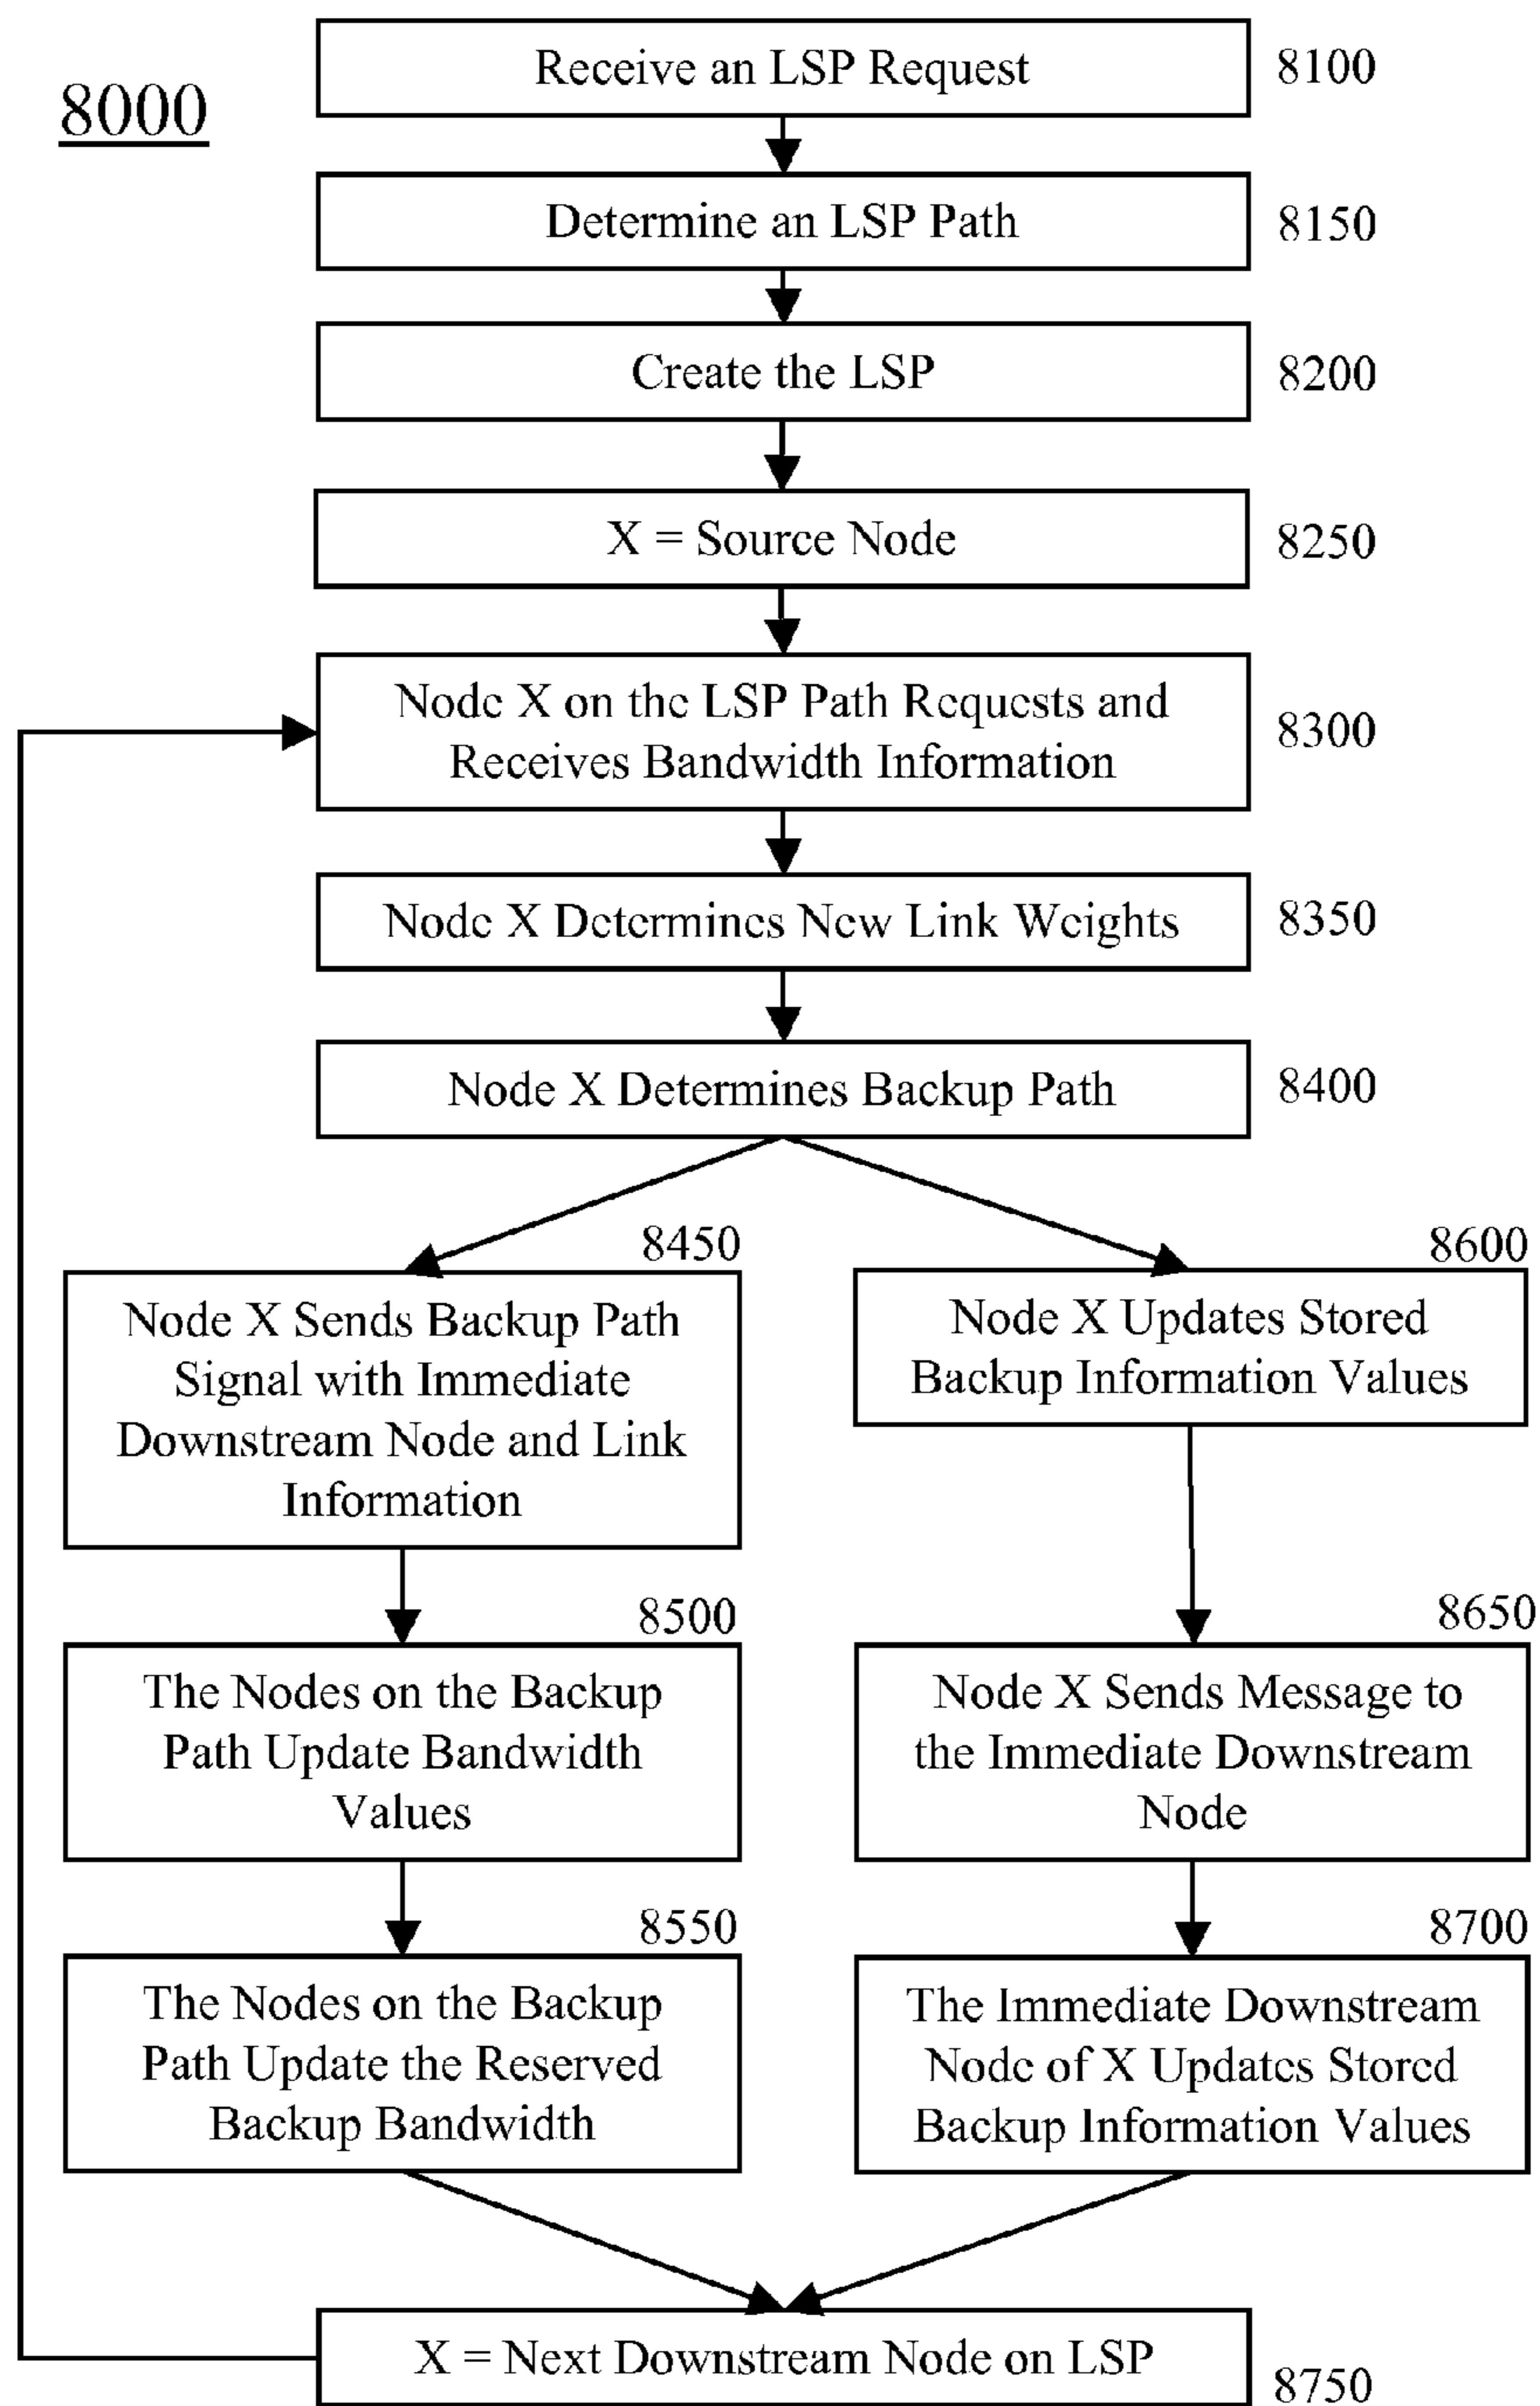 8000
Receive an LSP Request
8100
Determine an LSP Path
8150
Create the LSP
8200
X = Source Node
8250
Node X on the LSP Path Requests and
Receives Bandwidth Information
8300
Node X Determines New Link Weights
8350
Node X Determines Backup Path
8400
8450
Node X Sends Backup Path
Signal with Immediate
Downstream Node and Link
Information
8500
The Nodes on the Backup
Path Update Bandwidth
Values
8550
The Nodes on the Backup
Path Update the Reserved
Backup Bandwidth
8600
Node X Updates Stored
Backup Information Values
8650
Node X Sends Message to
the Immediate Downstream
Node
8700
The Immediate Downstream
Node of X Updates Stored
Backup Information Values
X = Next Downstream Node on LSP
8750